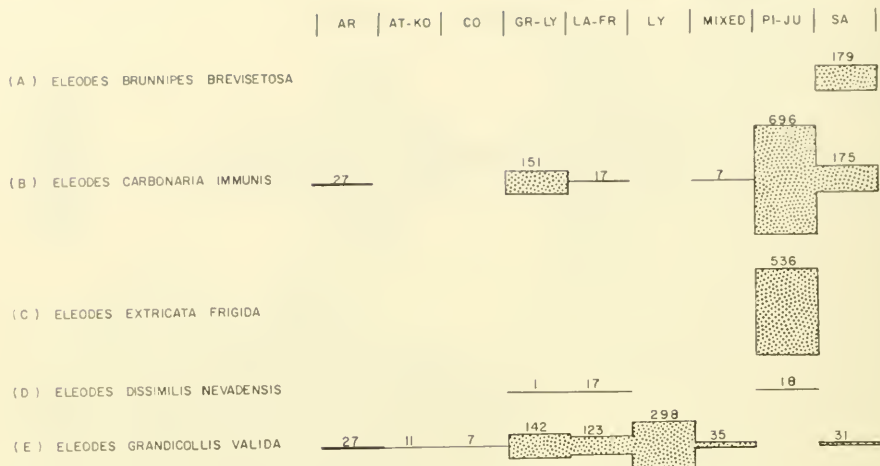 AR AT-KO CO GR-LY LA-FR LY MIXED PI-JU SA
179
(A) ELEODES BRUNNIPES BREVISETOSA
696
151 175
(B) ELEODES CARBONARIA IMMUNIS 27 17 7
536
(C) ELEODES EXTRICATA FRIGIDA
(D) ELEODES DISSIMILIS NEVADENSIS 1 17 18
298
142 123
(E) ELEODES GRANDICOLLIS VALIDA 27 11 7 35 31